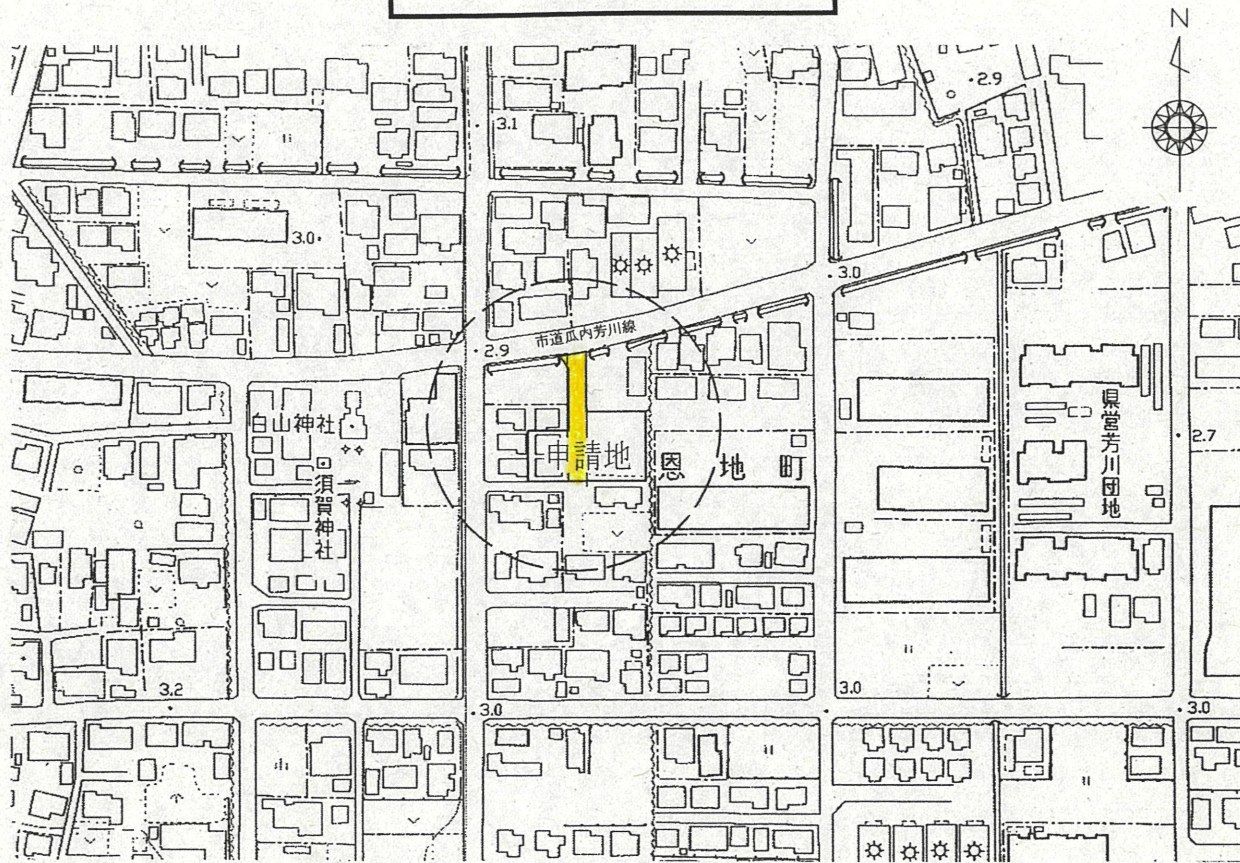 N
・2.9
・3.1
3.0・
・3.0
市道瓜内芳川線
・2.9
白山神社
須賀神社
申請地
恩地町
県営芳川団地
・2.7
3.2
3.0
・3.0
・3.0